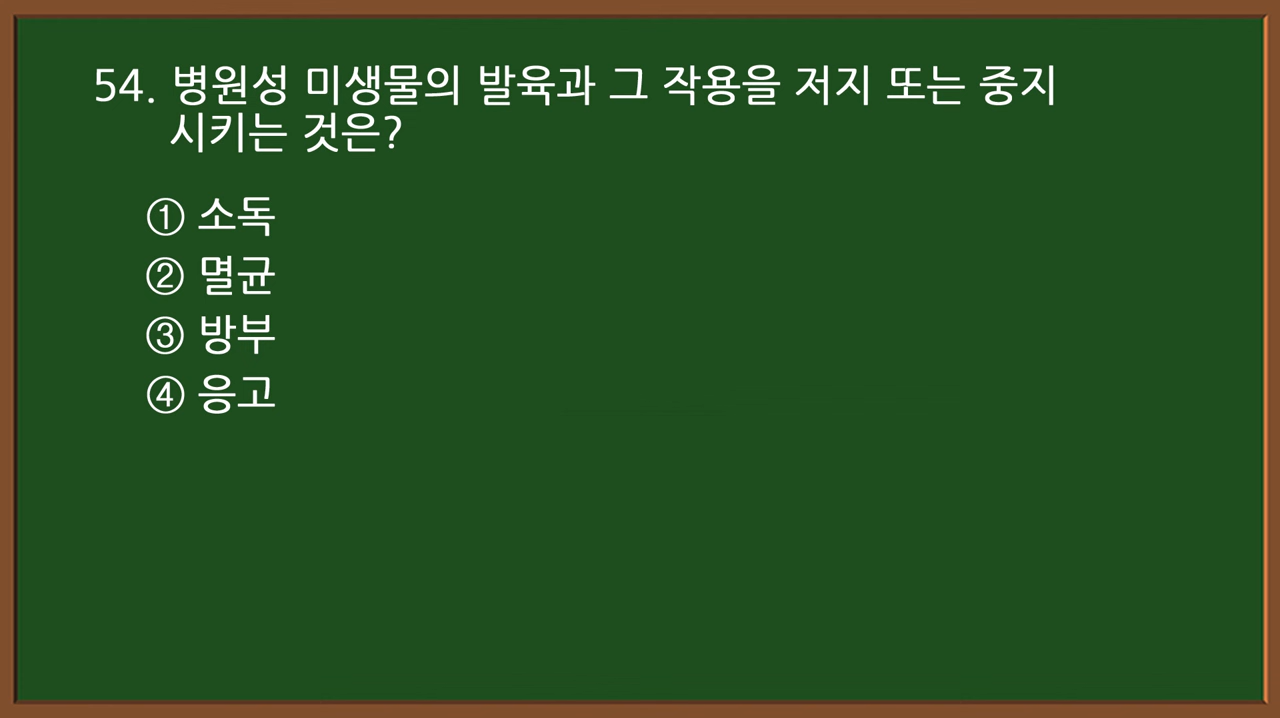 54. 병원성 미생물의 발육과 그 작용을 저지 또는 중지
시키는 것은?
① 소독
② 멸균
③ 방부
④ 응고